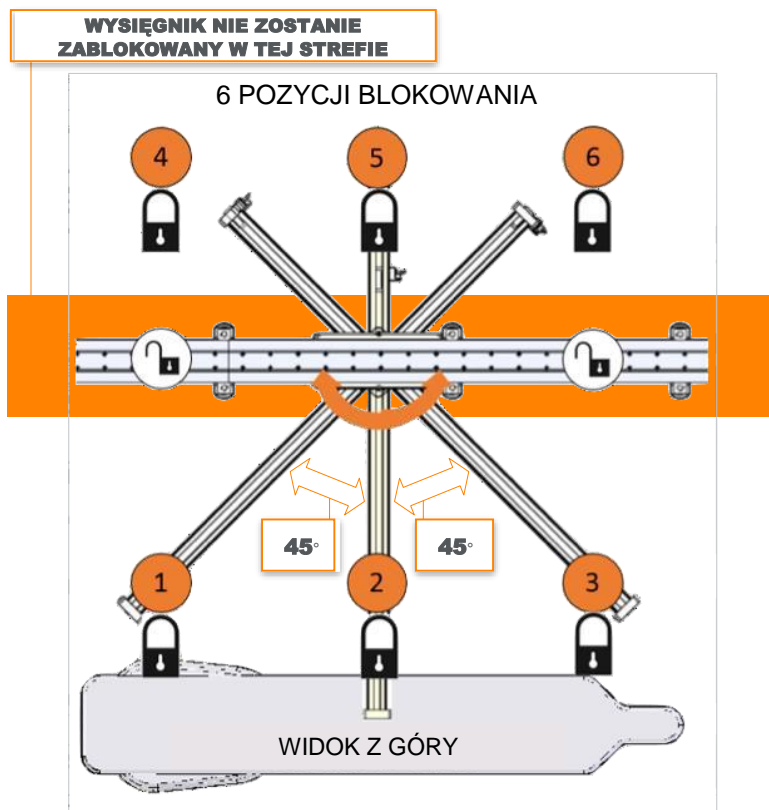 WYSIĘGNIK NIE ZOSTANIE
ZABLOKOWANY W TEJ STREFIE
6 POZYCJI BLOKOWANIA
4 5 6
45° 45°
1 2 3
WIDOK Z GÓRY